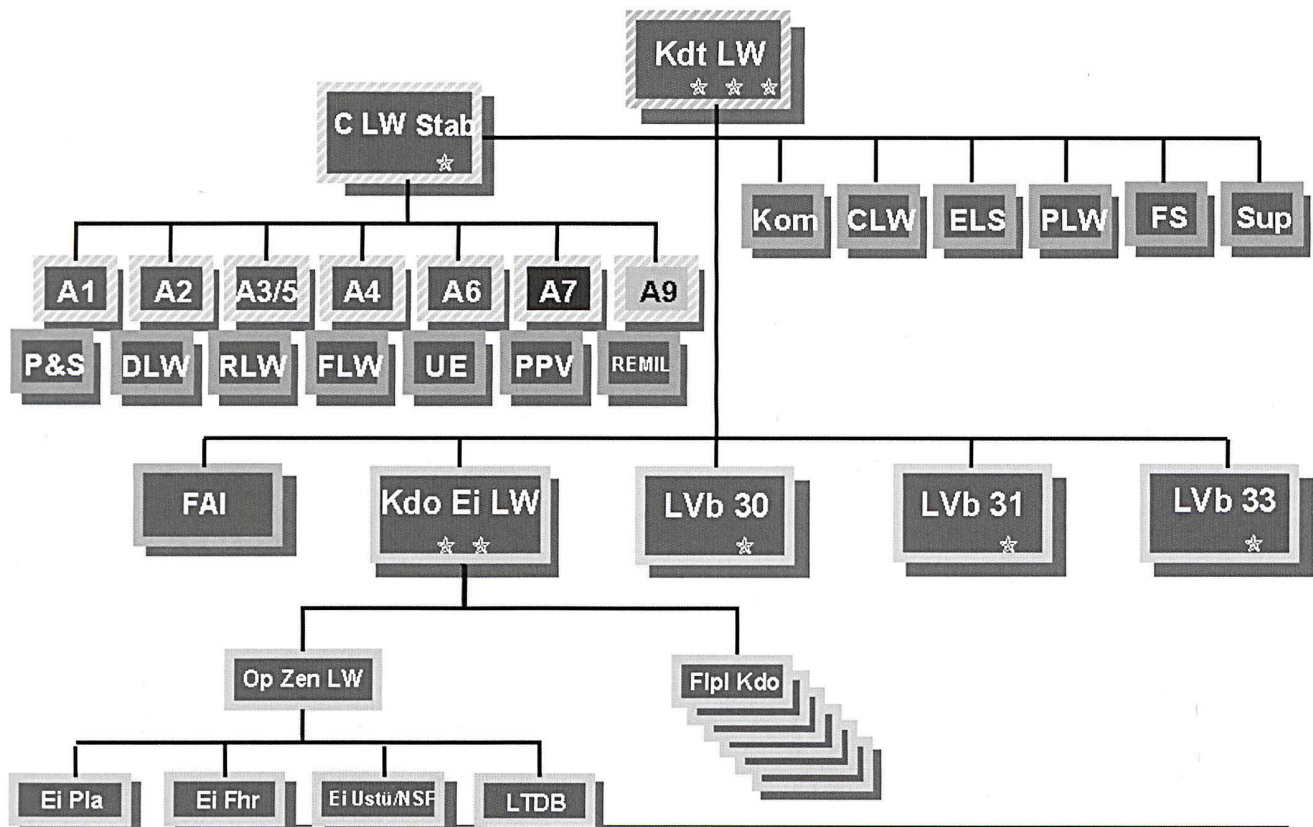 Kdt LW
C LW Stab
Kom CLW ELS PLW FS Sup
A1 A2 A3/5 A4 A6 A7 A9
P&S DLW RLW FLW UE PPV REMIL
FAI Kdo Ei LW LVb 30 LVb 31 LVb 33
Op Zen LW Flpl Kdo
Ei Pla Ei Fhr Ei Ustü/NSF LTDB